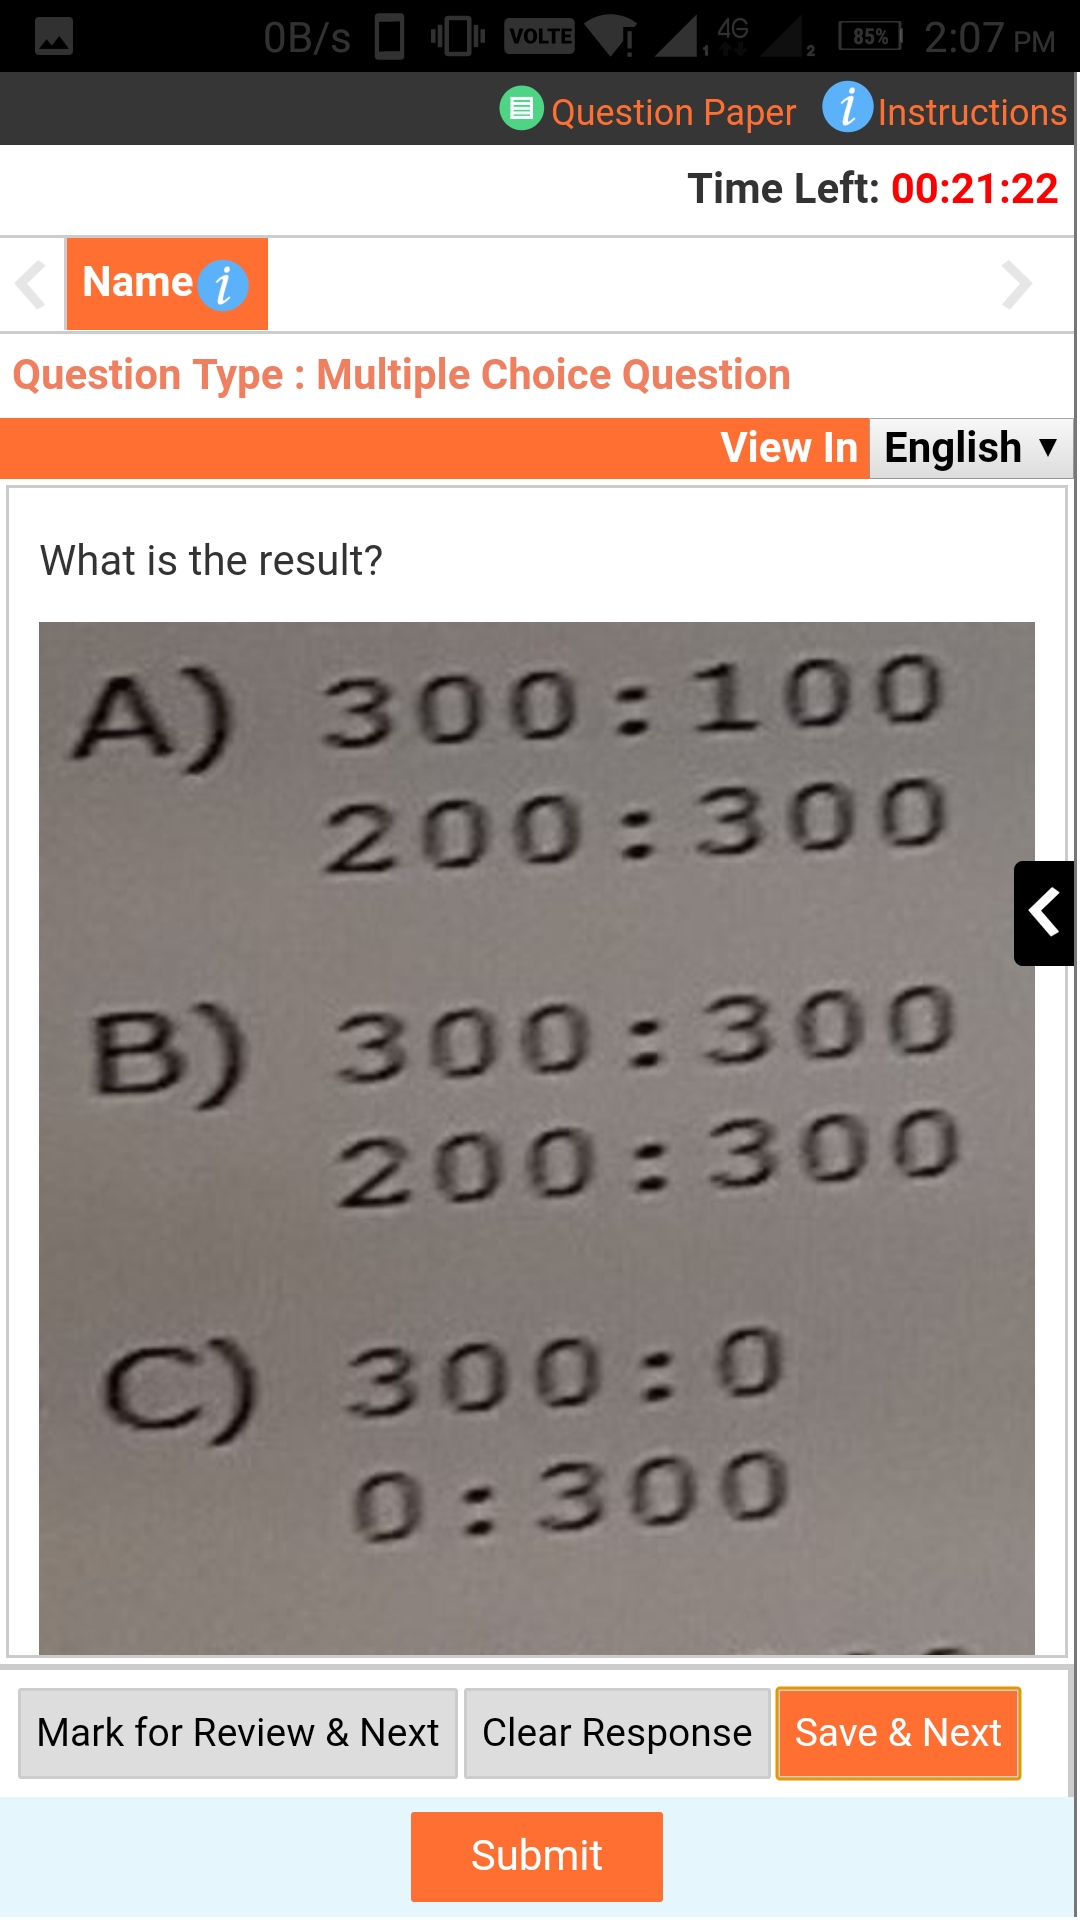 0B/s VOLTE 1 4G 2 85% 2:07 PM
Question Paper i Instructions
Time Left: 00:21:22
Name i
Question Type : Multiple Choice Question
View In English
What is the result?
A) 300:100
200:300
B) 300:300
200:300
C) 300:0
0:300
Mark for Review & Next Clear Response Save & Next
Submit